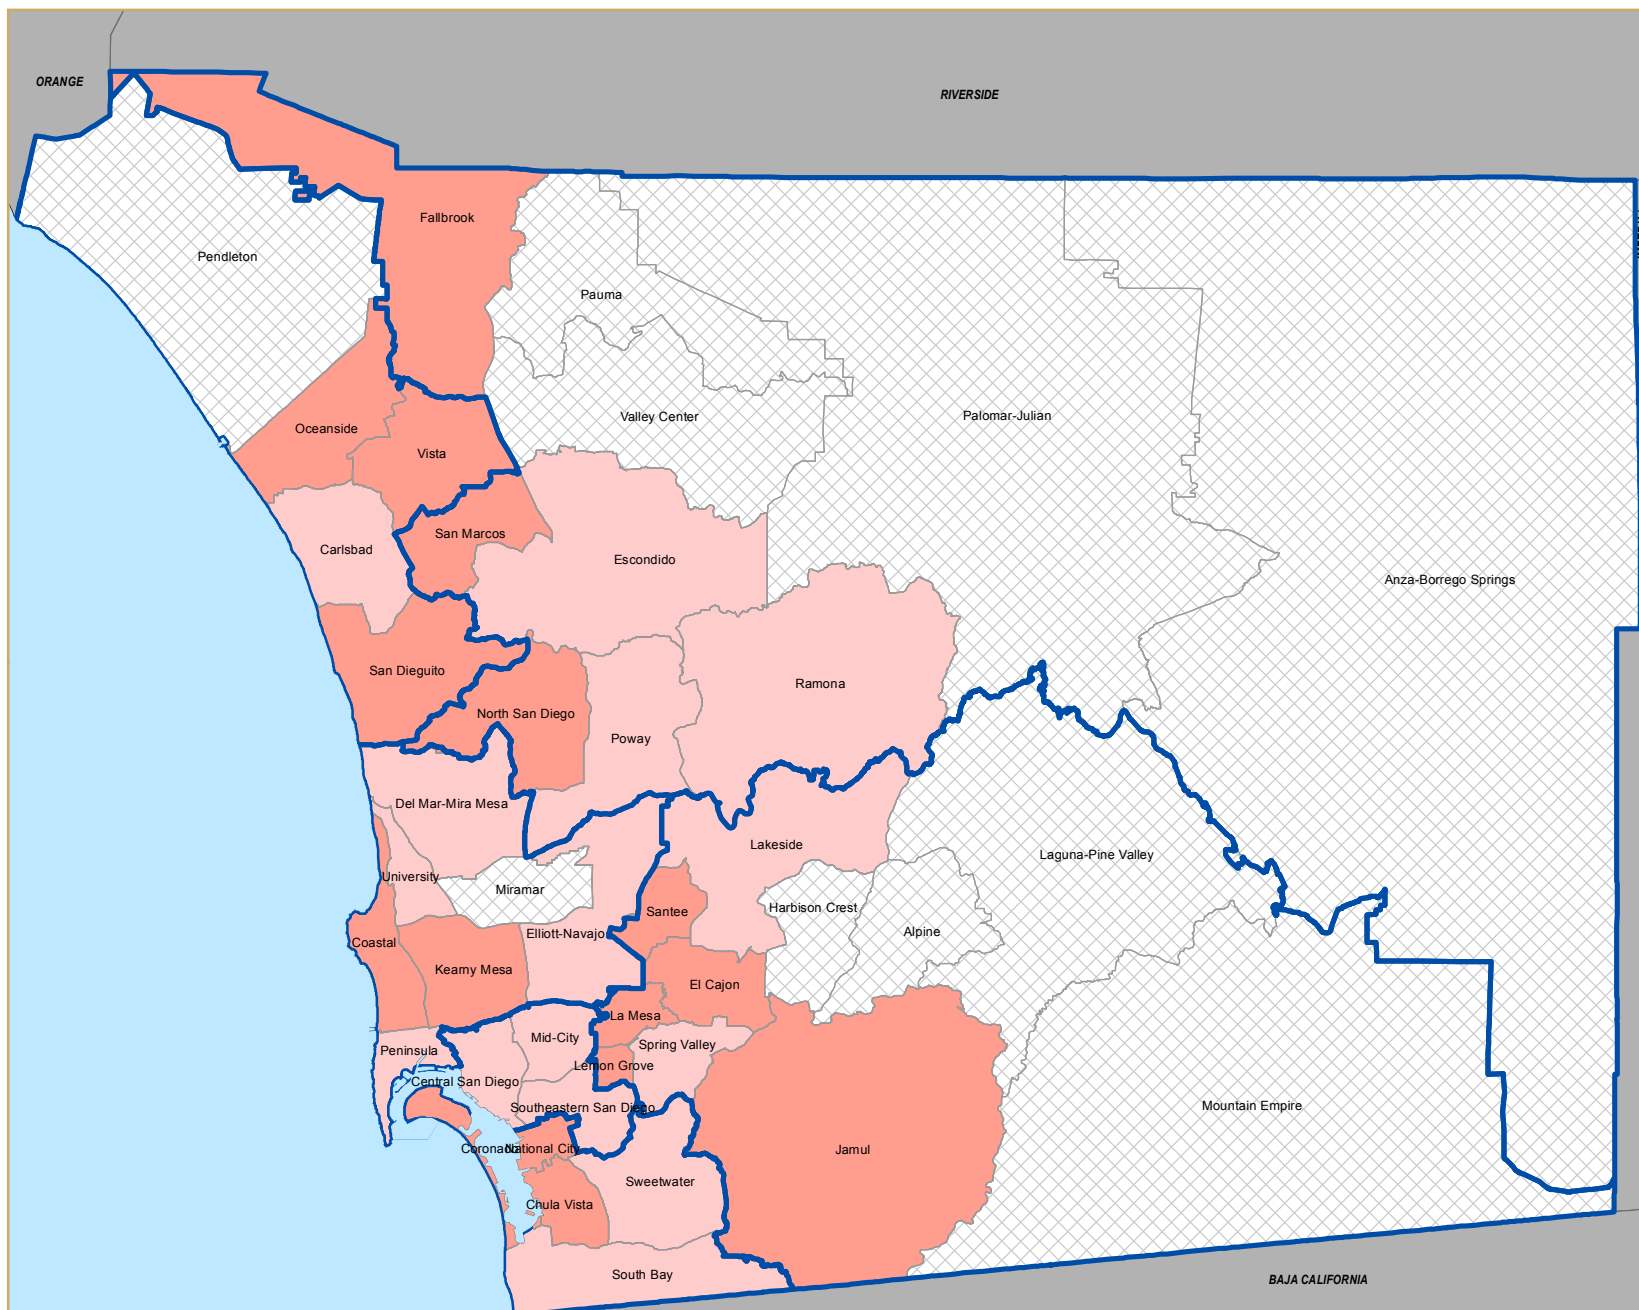 ORANGE
RIVERSIDE
Fallbrook
Pendleton
Pauma
Palomar-Julian
Valley Center
Oceanside
Vista
San Marcos
Carlsbad
Escondido
Anza-Borrego Springs
San Dieguito
Ramona
North San Diego
Poway
Del Mar-Mira Mesa
Lakeside
Laguna-Pine Valley
University
Miramar
Harbison Crest
Santee
Alpine
Elliott-Navajo
Coastal
Kearny Mesa
El Cajon
La Mesa
Mid-City
Spring Valley
Peninsula
Lemon Grove
Central San Diego
Southeastern San Diego
Mountain Empire
Coronado
National City
Jamul
Sweetwater
Chula Vista
South Bay
BAJA CALIFORNIA